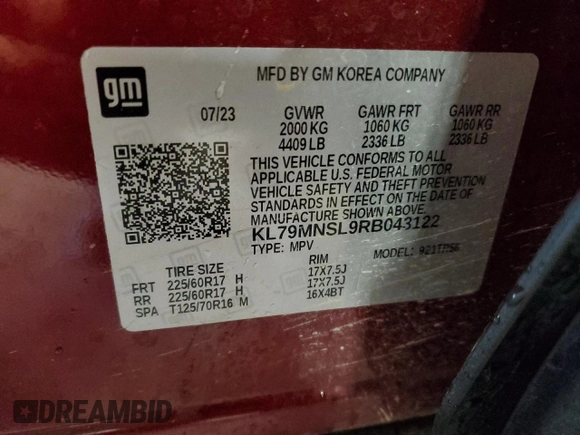 gm
MFD BY GM KOREA COMPANY
07/23 GVWR GAWR FRT GAWR RR
2000 KG 1060 KG 1060 KG
4409 LB 2336 LB 2336 LB
THIS VEHICLE CONFORMS TO ALL
APPLICABLE U.S. FEDERAL MOTOR
VEHICLE SAFETY AND THEFT PREVENTION
STANDARDS IN EFFECT ON THE DATE OF
MANUFACTURE SHOWN ABOVE.
KL79MNSL9RB043122
TYPE: MPV MODEL: 921TR56
TIRE SIZE RIM
FRT 225/60R17 H 17X7.5J
RR 225/60R17 H 17X7.5J
SPA T125/70R16 M 16X4BT
DREAMBID